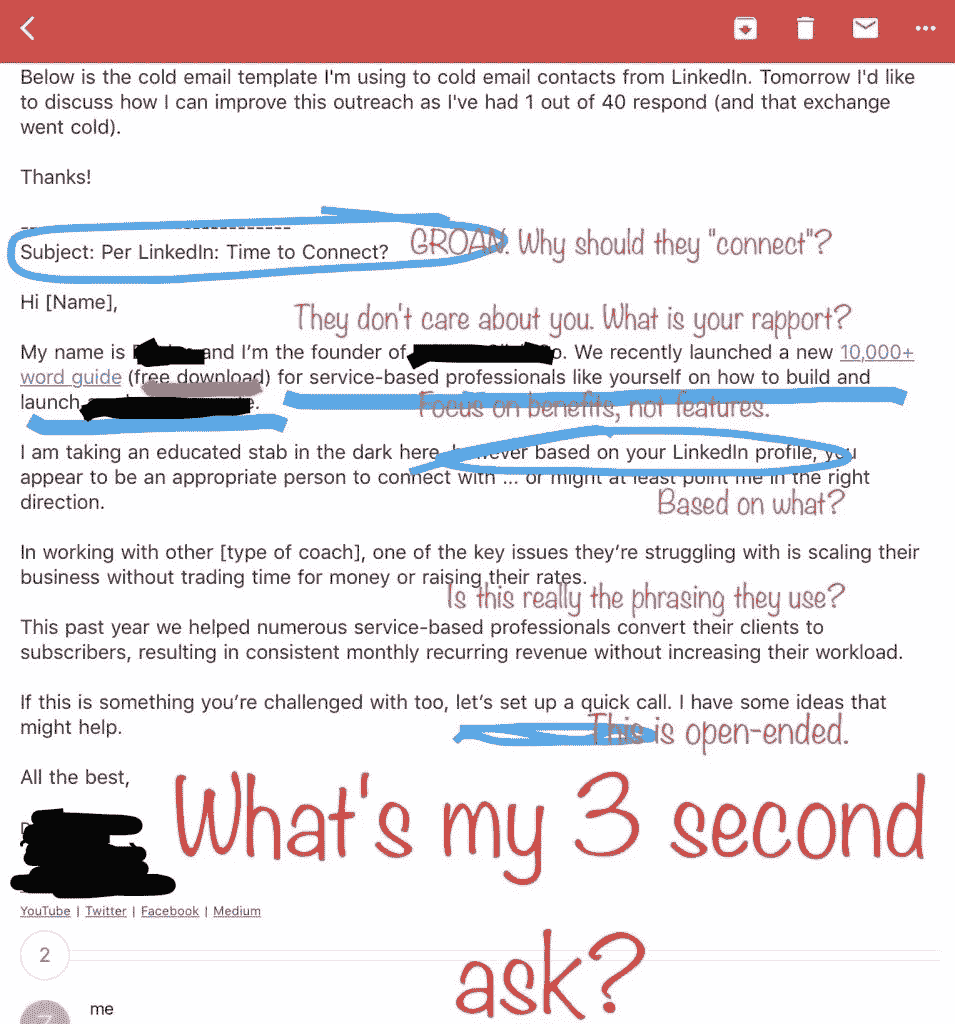 Below is the cold email template I'm using to cold email contacts from LinkedIn. Tomorrow I'd like
to discuss how I can improve this outreach as I've had 1 out of 40 respond (and that exchange
went cold).
Thanks!
---------------------------
Subject: Per LinkedIn: Time to Connect?
GROAN. Why should they "connect"?
Hi [Name],
They don't care about you. What is your rapport?
My name is and I'm the founder of . We recently launched a new 10,000+
word guide (free download) for service-based professionals like yourself on how to build and
launch .
Focus on benefits, not features.
I am taking an educated stab in the dark here, however based on your LinkedIn profile, you
appear to be an appropriate person to connect with ... or might at least point me in the right
direction.
Based on what?
In working with other [type of coach], one of the key issues they're struggling with is scaling their
business without trading time for money or raising their rates.
Is this really the phrasing they use?
This past year we helped numerous service-based professionals convert their clients to
subscribers, resulting in consistent monthly recurring revenue without increasing their workload.
If this is something you're challenged with too, let's set up a quick call. I have some ideas that
might help.
This is open-ended.
All the best,
What's my 3 second
ask?
YouTube | Twitter | Facebook | Medium
2
me